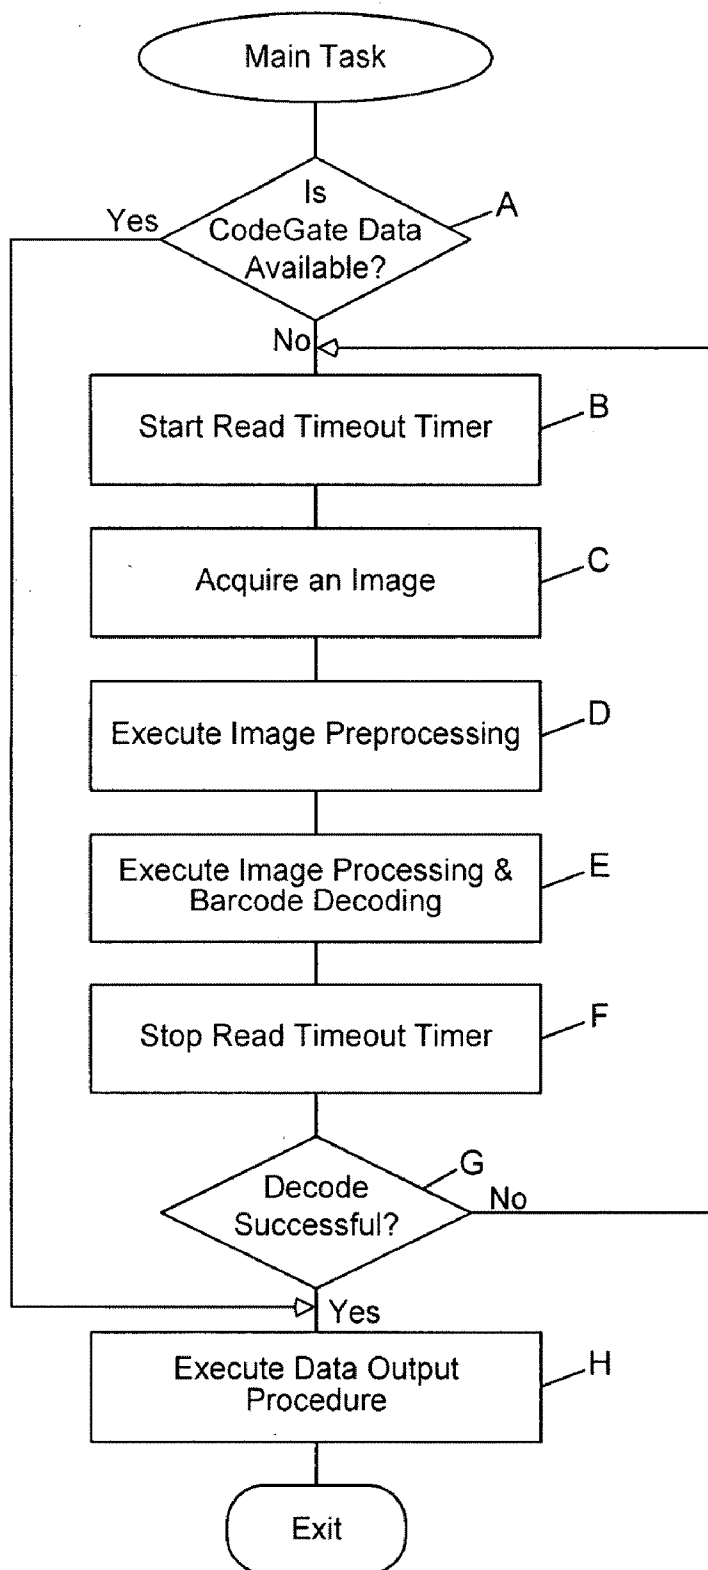 Main Task
Is
CodeGate Data
Available?
A
Yes
No
Start Read Timeout Timer
B
Acquire an Image
C
Execute Image Preprocessing
D
Execute Image Processing &
Barcode Decoding
E
Stop Read Timeout Timer
F
Decode
Successful?
G
No
Yes
Execute Data Output
Procedure
H
Exit